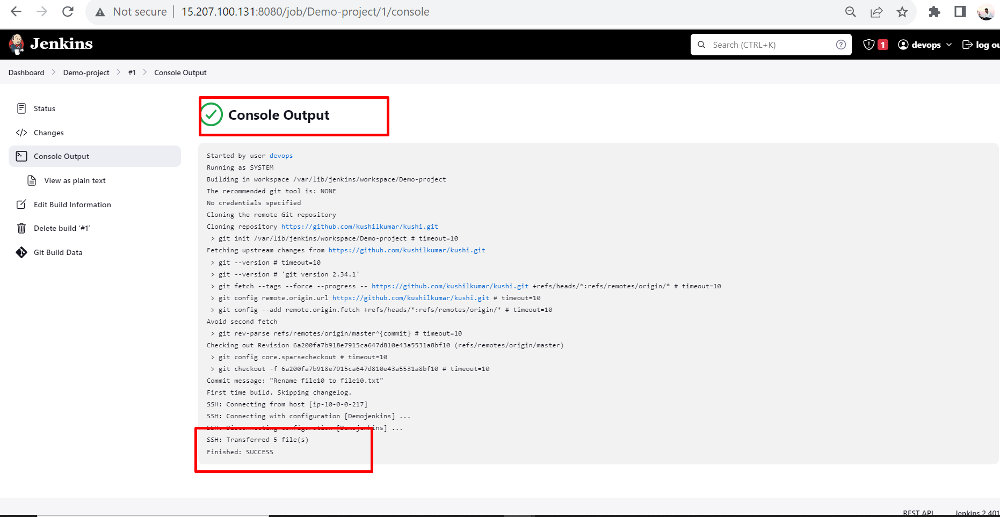 Not secure | 15.207.100.131:8080/job/Demo-project/1/console
Jenkins
Search (CTRL+K)
1
devops
log ou
Dashboard > Demo-project > #1 > Console Output
Status
Changes
Console Output
View as plain text
Edit Build Information
Delete build ‘#1’
Git Build Data
Console Output
Started by user devops
Running as SYSTEM
Building in workspace /var/lib/jenkins/workspace/Demo-project
The recommended git tool is: NONE
No credentials specified
Cloning the remote Git repository
Cloning repository https://github.com/kushilkumar/kushi.git
> git init /var/lib/jenkins/workspace/Demo-project # timeout=10
Fetching upstream changes from https://github.com/kushilkumar/kushi.git
> git --version # timeout=10
> git --version # 'git version 2.34.1'
> git fetch --tags --force --progress -- https://github.com/kushilkumar/kushi.git +refs/heads/*:refs/remotes/origin/* # timeout=10
> git config remote.origin.url https://github.com/kushilkumar/kushi.git # timeout=10
> git config --add remote.origin.fetch +refs/heads/*:refs/remotes/origin/* # timeout=10
Avoid second fetch
> git rev-parse refs/remotes/origin/master^{commit} # timeout=10
Checking out Revision 6a200fa7b918e7915ca647d810e43a5531a8bf10 (refs/remotes/origin/master)
> git config core.sparsecheckout # timeout=10
> git checkout -f 6a200fa7b918e7915ca647d810e43a5531a8bf10 # timeout=10
Commit message: "Rename file10 to file10.txt"
First time build. Skipping changelog.
SSH: Connecting from host [ip-10-0-0-217]
SSH: Connecting with configuration [Demojenkins] ...
SSH: Disconnecting configuration [Demojenkins] ...
SSH: Transferred 5 file(s)
Finished: SUCCESS
REST API
Jenkins 2.401